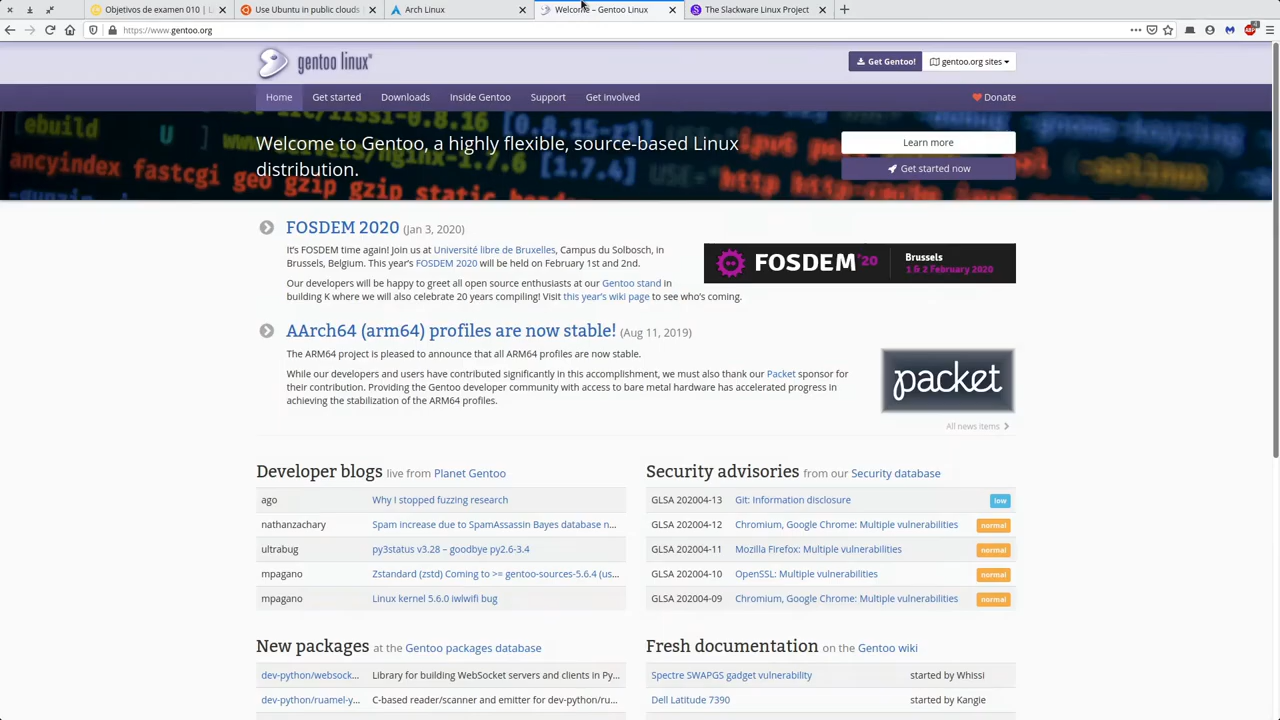 Objetivos de examen 010 | L
Use Ubuntu in public clouds
Arch Linux
Welcome – Gentoo Linux
The Slackware Linux Project
https://www.gentoo.org
gentoo linux
Get Gentoo!
gentoo.org sites
Home
Get started
Downloads
Inside Gentoo
Support
Get involved
Donate
ebuild
U
[1.7.4]
ancyindex fastcgi
geo gzip gzip_static
http http
Welcome to Gentoo, a highly flexible, source-based Linux
distribution.
Learn more
Get started now
FOSDEM 2020 (Jan 3, 2020)
It's FOSDEM time again! Join us at Université libre de Bruxelles, Campus du Solbosch, in
Brussels, Belgium. This year's FOSDEM 2020 will be held on February 1st and 2nd.
Our developers will be happy to greet all open source enthusiasts at our Gentoo stand in
building K where we will also celebrate 20 years compiling! Visit this year's wiki page to see who's coming.
FOSDEM'20
Brussels
1 & 2 February 2020
AArch64 (arm64) profiles are now stable! (Aug 11, 2019)
The ARM64 project is pleased to announce that all ARM64 profiles are now stable.
While our developers and users have contributed significantly in this accomplishment, we must also thank our Packet sponsor for
their contribution. Providing the Gentoo developer community with access to bare metal hardware has accelerated progress in
achieving the stabilization of the ARM64 profiles.
packet
All news items
Developer blogs live from Planet Gentoo
ago Why I stopped fuzzing research
nathanzachary Spam increase due to SpamAssassin Bayes database n...
ultrabug py3status v3.28 – goodbye py2.6-3.4
mpagano Zstandard (zstd) Coming to >= gentoo-sources-5.6.4 (us...
mpagano Linux kernel 5.6.0 iwlwifi bug
Security advisories from our Security database
GLSA 202004-13 Git: Information disclosure low
GLSA 202004-12 Chromium, Google Chrome: Multiple vulnerabilities normal
GLSA 202004-11 Mozilla Firefox: Multiple vulnerabilities normal
GLSA 202004-10 OpenSSL: Multiple vulnerabilities normal
GLSA 202004-09 Chromium, Google Chrome: Multiple vulnerabilities normal
New packages at the Gentoo packages database
dev-python/websock... Library for building WebSocket servers and clients in Py...
dev-python/ruamel-y... C-based reader/scanner and emitter for dev-python/ru...
Fresh documentation on the Gentoo wiki
Spectre SWAPGS gadget vulnerability started by Whissi
Dell Latitude 7390 started by Kangie